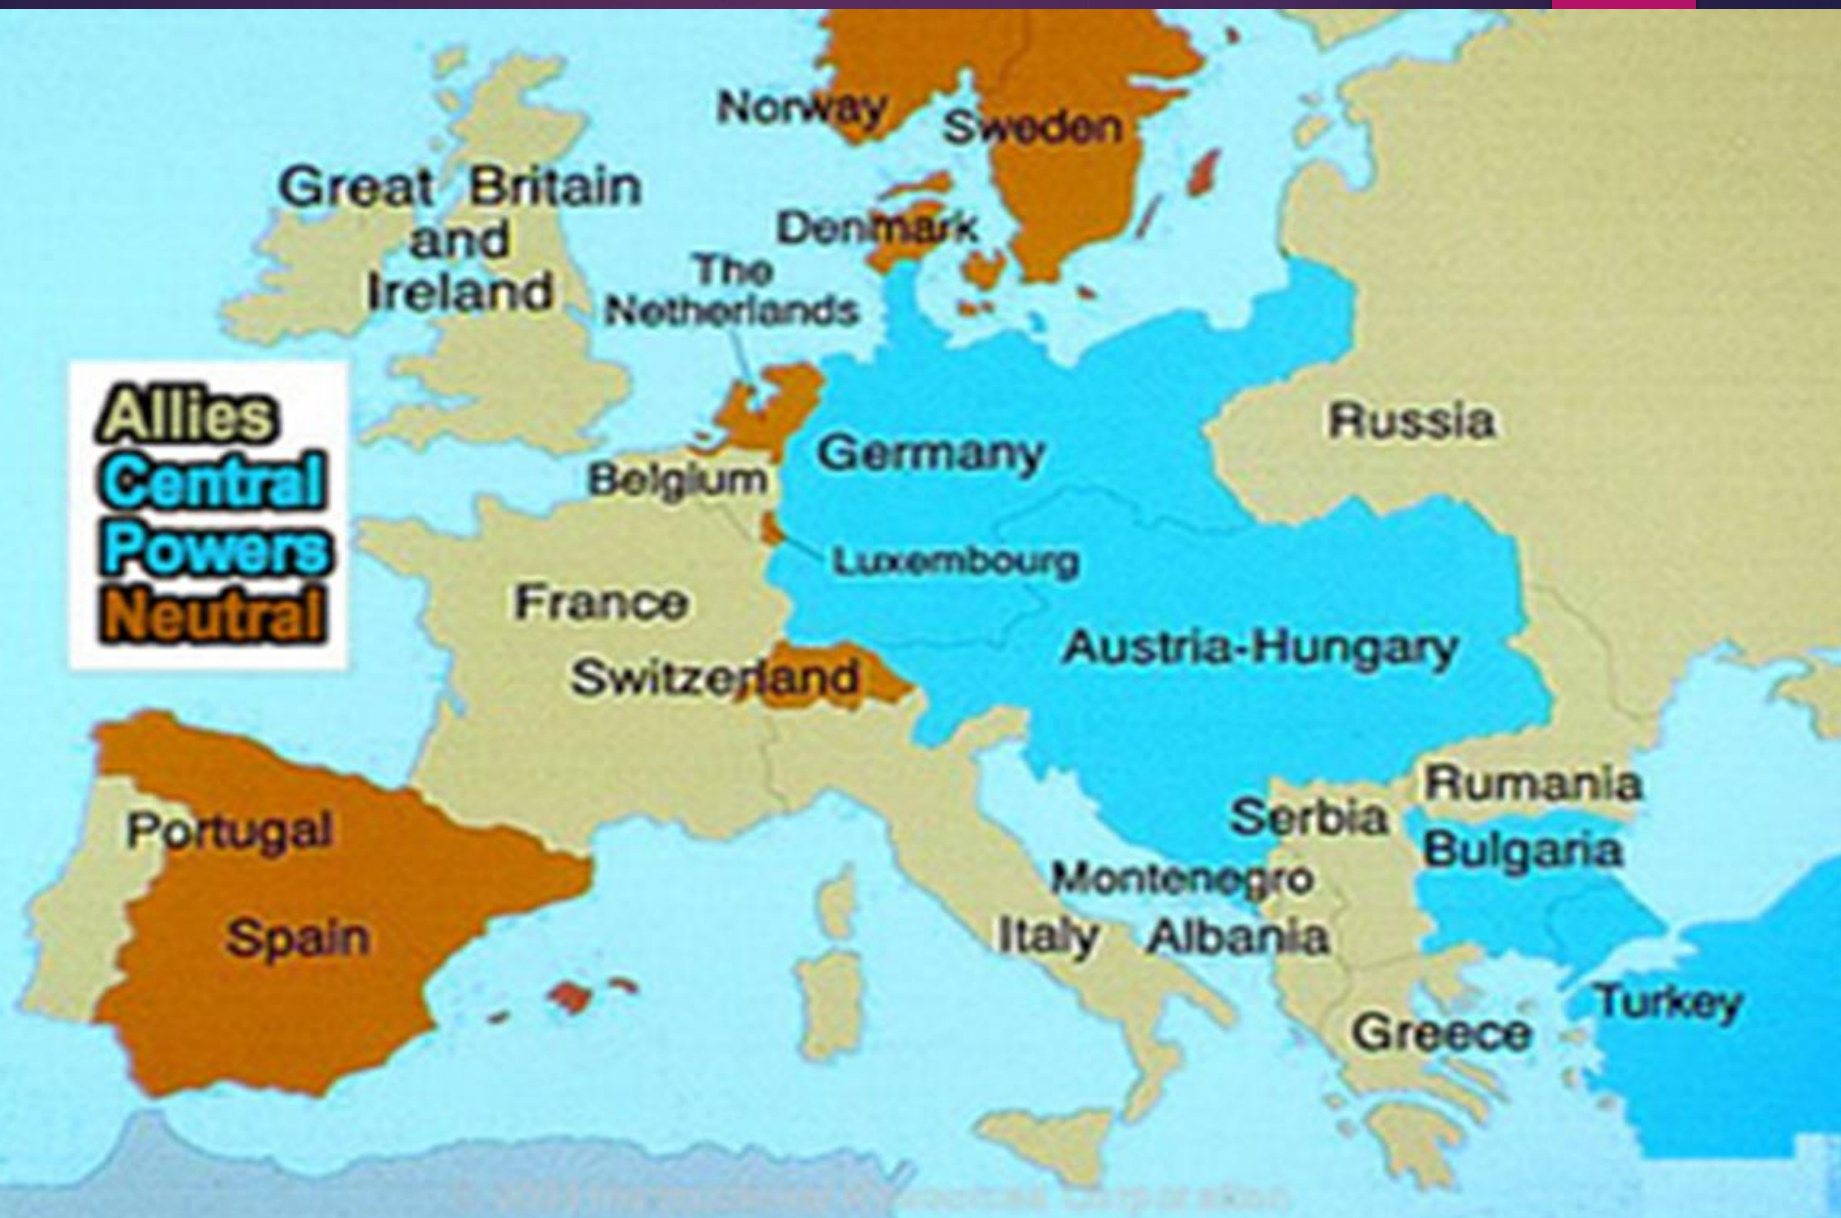 Norway
Sweden
Great Britain
and
Ireland
Denmark
The
Netherlands
Allies
Central
Powers
Neutral
Belgium
Germany
Russia
Luxembourg
France
Switzerland
Austria-Hungary
Portugal
Spain
Serbia
Rumania
Bulgaria
Montenegro
Italy
Albania
Greece
Turkey